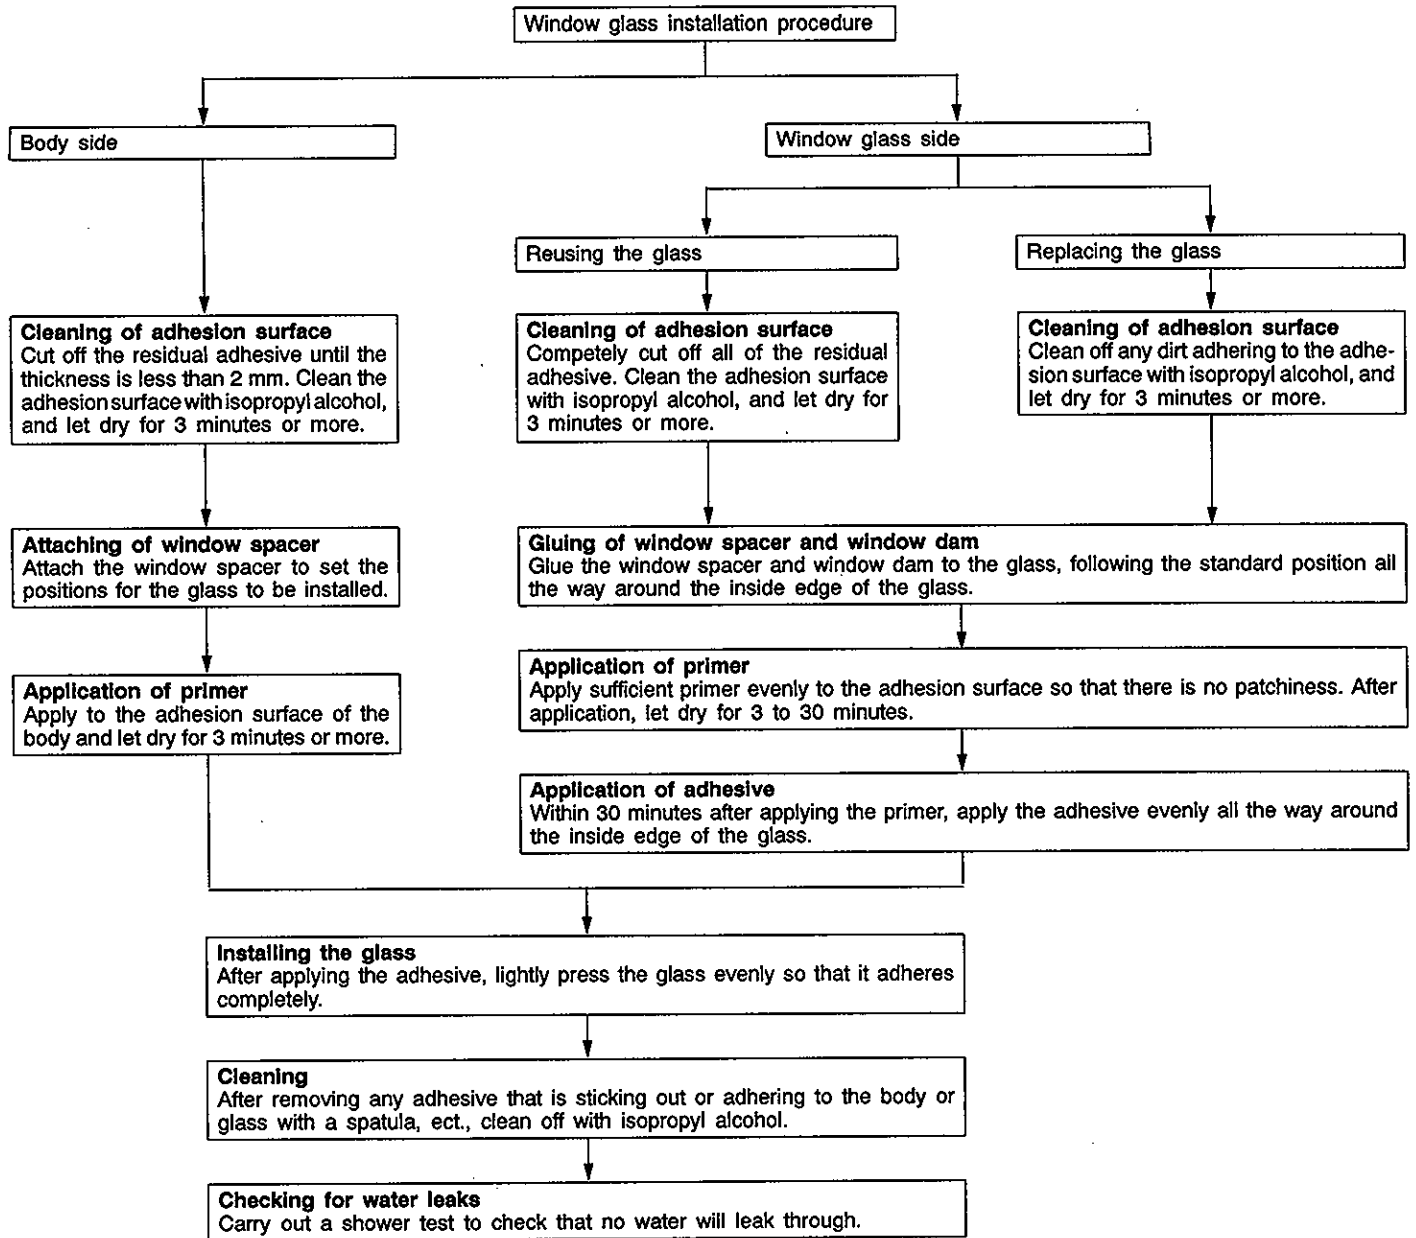 Window glass installation procedure
Body side
Window glass side
Reusing the glass
Replacing the glass
Cleaning of adhesion surface
Cut off the residual adhesive until the
thickness is less than 2 mm. Clean the
adhesion surface with isopropyl alcohol,
and let dry for 3 minutes or more.
Cleaning of adhesion surface
Competely cut off all of the residual
adhesive. Clean the adhesion surface
with isopropyl alcohol, and let dry for
3 minutes or more.
Cleaning of adhesion surface
Clean off any dirt adhering to the adhe-
sion surface with isopropyl alcohol, and
let dry for 3 minutes or more.
Attaching of window spacer
Attach the window spacer to set the
positions for the glass to be installed.
Gluing of window spacer and window dam
Glue the window spacer and window dam to the glass, following the standard position all
the way around the inside edge of the glass.
Application of primer
Apply to the adhesion surface of the
body and let dry for 3 minutes or more.
Application of primer
Apply sufficient primer evenly to the adhesion surface so that there is no patchiness. After
application, let dry for 3 to 30 minutes.
Application of adhesive
Within 30 minutes after applying the primer, apply the adhesive evenly all the way around
the inside edge of the glass.
Installing the glass
After applying the adhesive, lightly press the glass evenly so that it adheres
completely.
Cleaning
After removing any adhesive that is sticking out or adhering to the body or
glass with a spatula, ect., clean off with isopropyl alcohol.
Checking for water leaks
Carry out a shower test to check that no water will leak through.